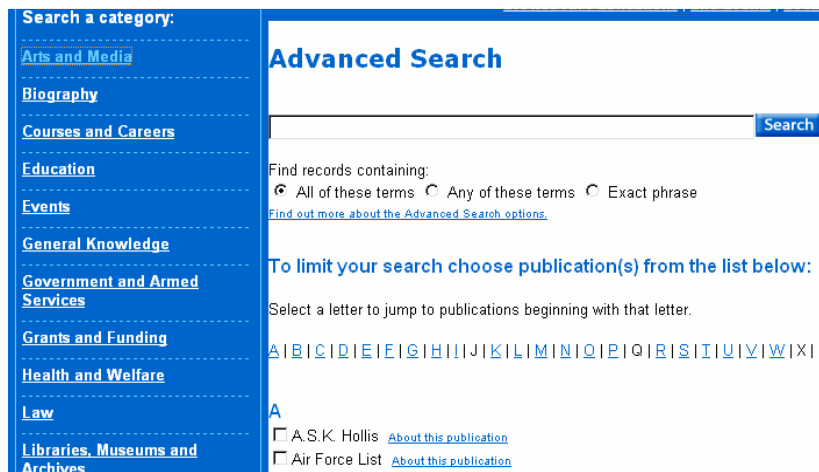 Search a category:
Arts and Media
Biography
Courses and Careers
Education
Events
General Knowledge
Government and Armed
Services
Grants and Funding
Health and Welfare
Law
Libraries, Museums and
Archives
Advanced Search
Search
Find records containing:
All of these terms Any of these terms Exact phrase
Find out more about the Advanced Search options.
To limit your search choose publication(s) from the list below:
Select a letter to jump to publications beginning with that letter.
A | B | C | D | E | F | G | H | I | J | K | L | M | N | O | P | Q | R | S | T | U | V | W | X |
A
A.S.K. Hollis About this publication
Air Force List About this publication